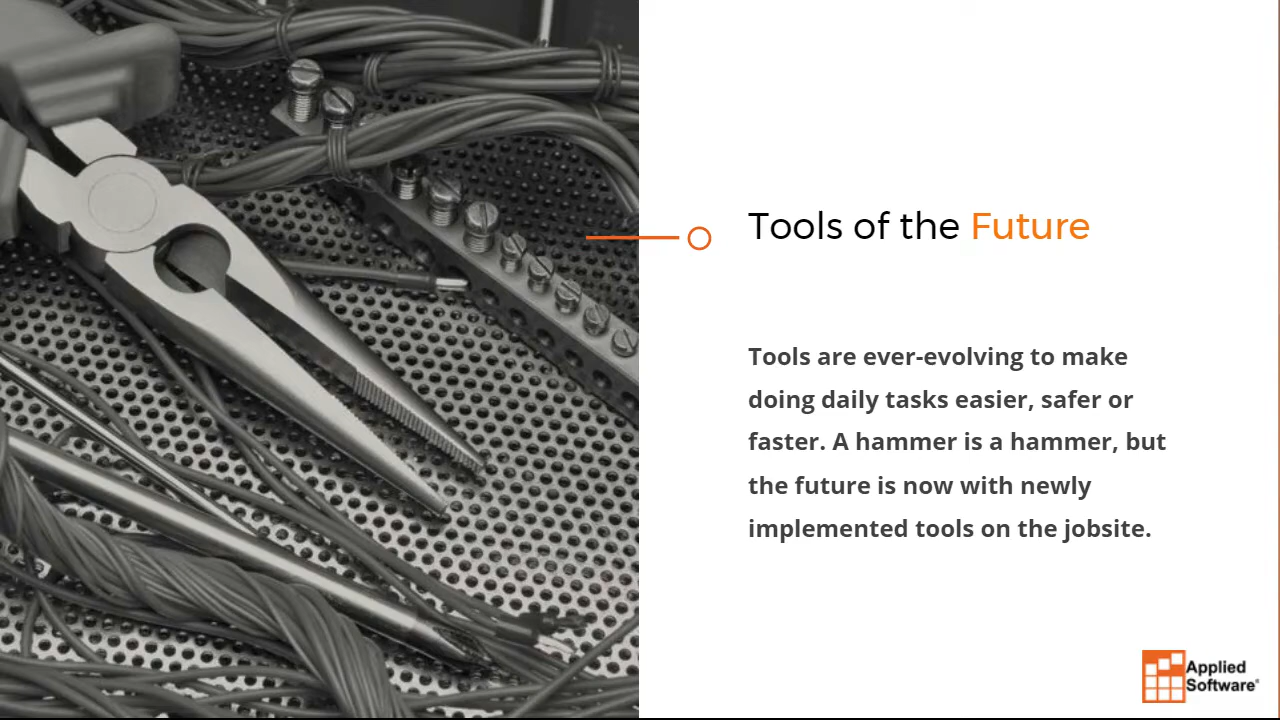 Tools of the Future
Tools are ever-evolving to make
doing daily tasks easier, safer or
faster. A hammer is a hammer, but
the future is now with newly
implemented tools on the jobsite.
Applied
Software®